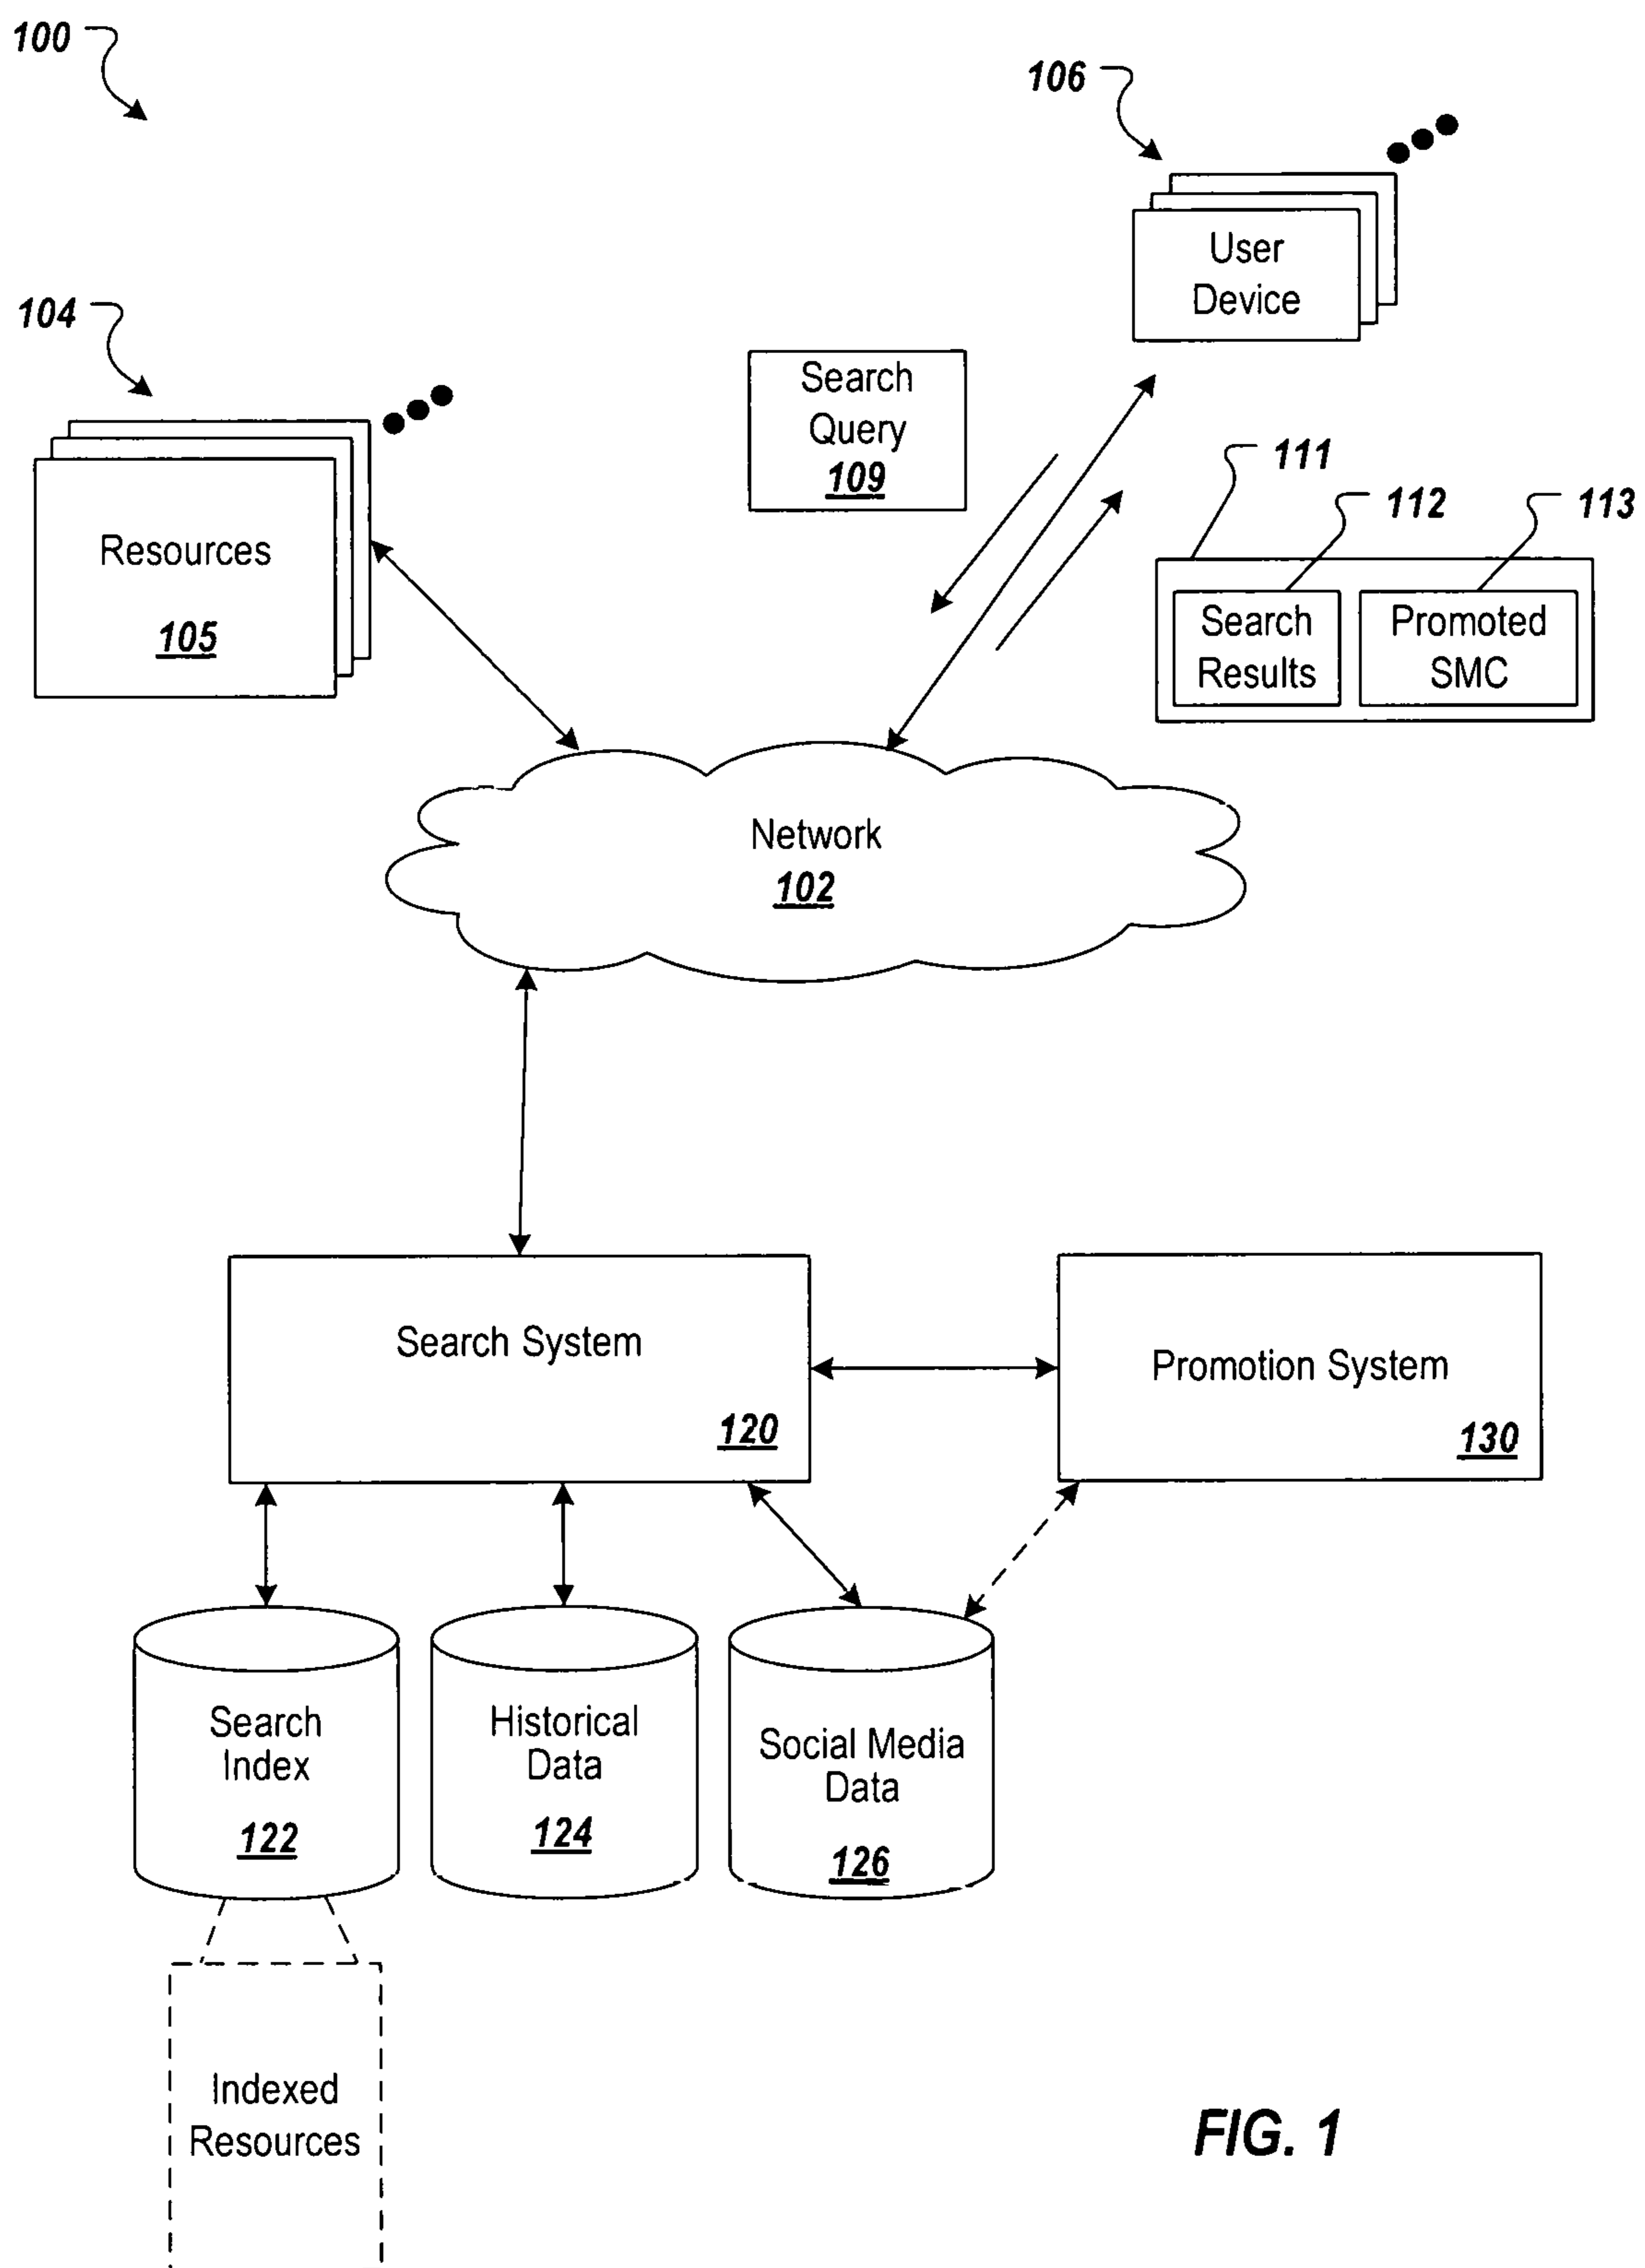 100
106
User
Device
104
Search
Query
109
111
112
113
Resources
105
Search
Results
Promoted
SMC
Network
102
Search System
120
Promotion System
130
Search
Index
122
Historical
Data
124
Social Media
Data
126
Indexed
Resources
FIG. 1